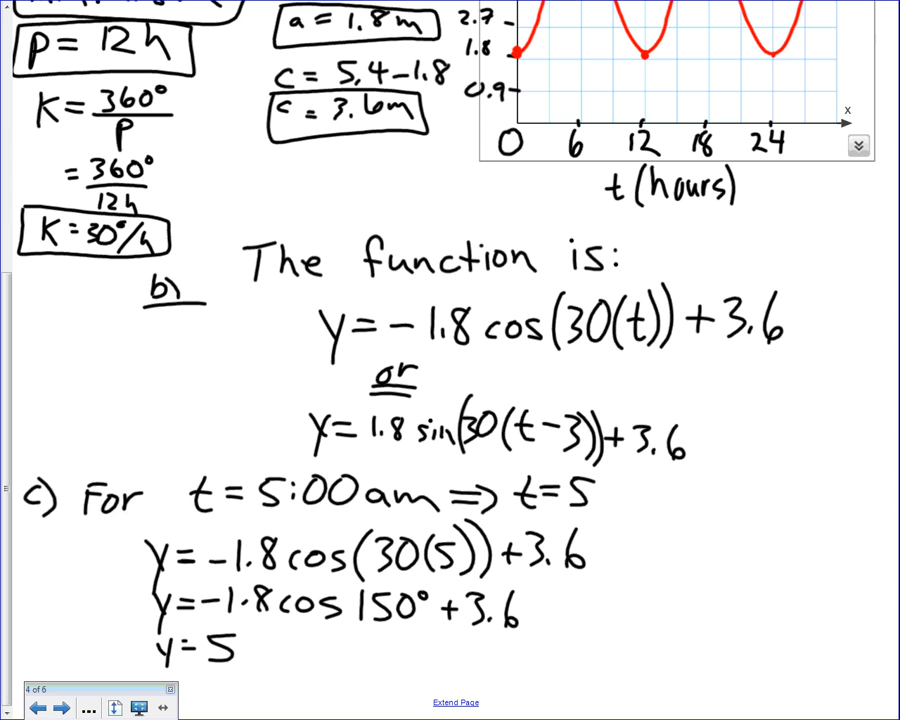 P = 12 h
K = 360°
P
= 360°
12 h
K = 30°/h
a = 1.8 m
c = 5.4 - 1.8
c = 3.6m
2.7
1.8
0.9
x
0 6 12 18 24
t (hours)
b) The function is:
y = - 1.8 cos(30(t)) + 3.6
or
y = 1.8 sin(30(t - 3)) + 3.6
c) For t = 5:00 am ⇒ t = 5
y = -1.8 cos(30(5)) + 3.6
y = -1.8 cos 150° + 3.6
y = 5
4 of 6
...
Extend Page